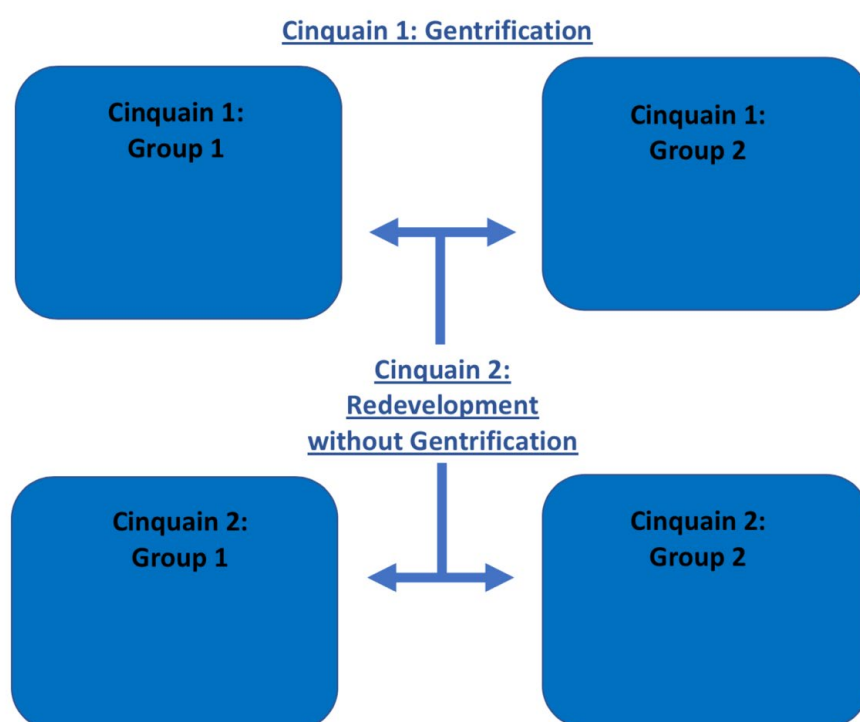 Cinquain 1: Gentrification
Cinquain 1:
Group 1
Cinquain 1:
Group 2
Cinquain 2:
Redevelopment
without Gentrification
Cinquain 2:
Group 1
Cinquain 2:
Group 2